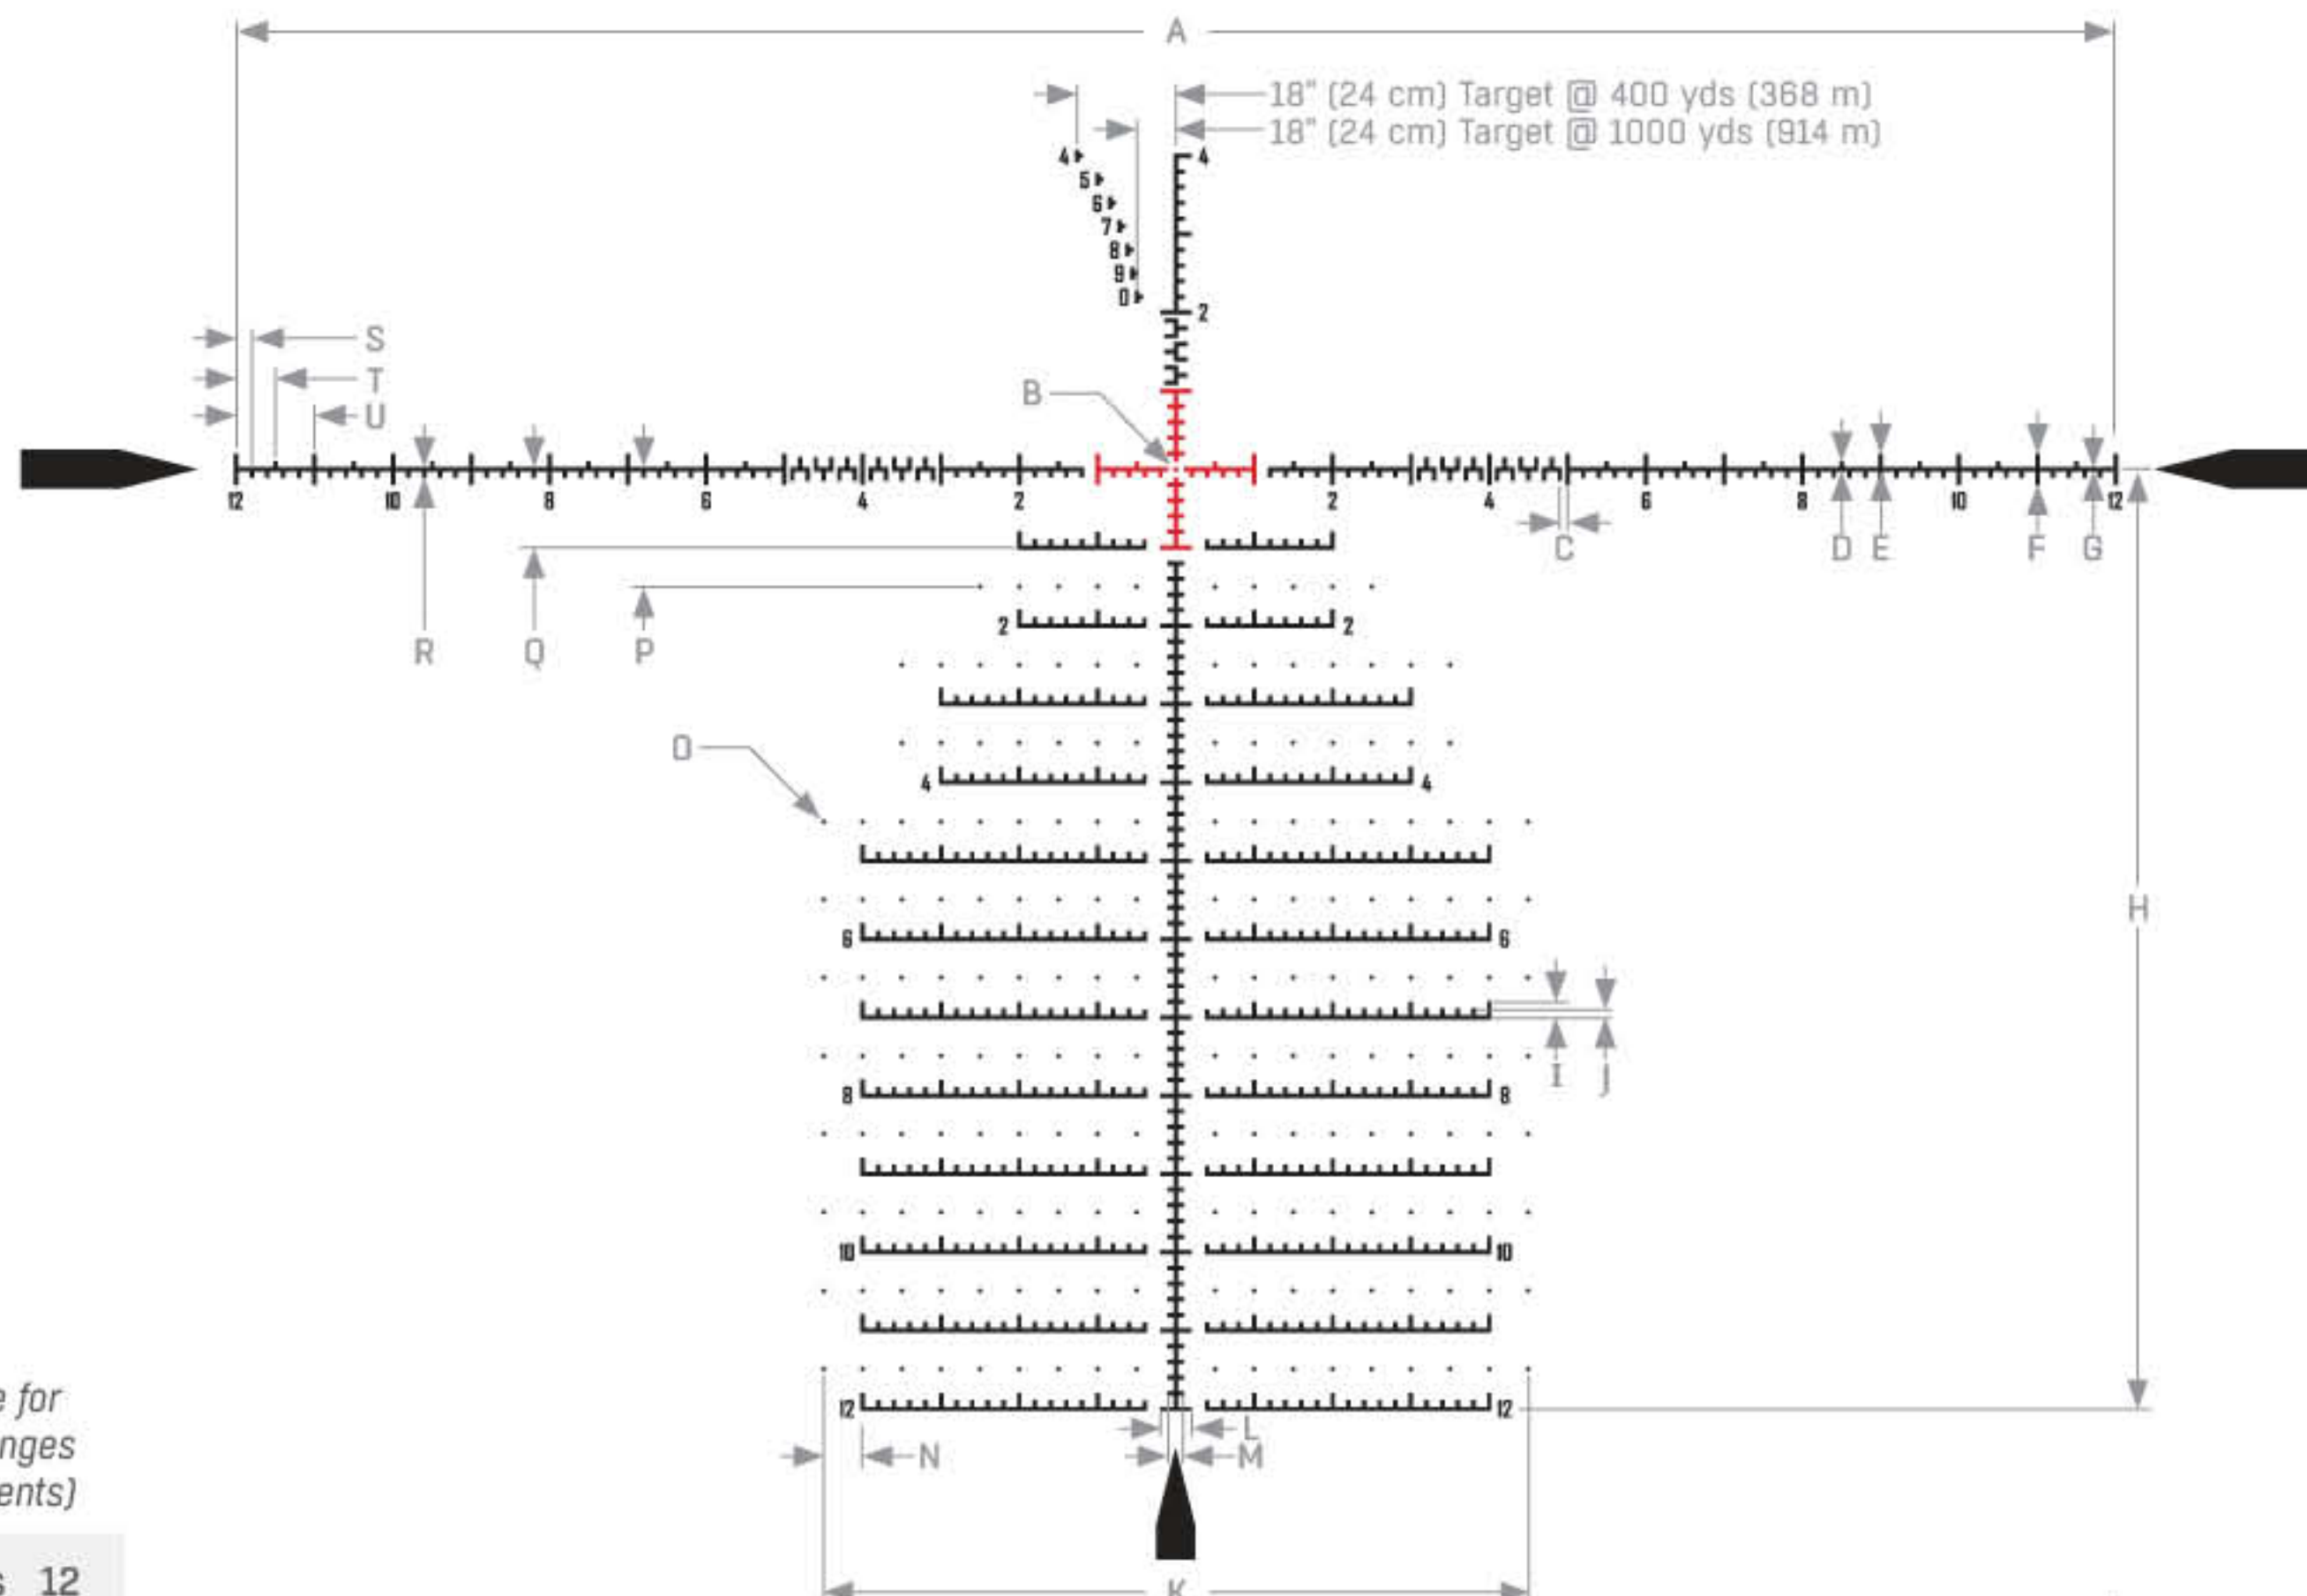 A
18" (24 cm) Target @ 400 yds (368 m)
18" (24 cm) Target @ 1000 yds (914 m)
4 4
5
6
7
8
9
0
2
S
T
U
B
12 10 8 6 4 2 2 4 6 8 10 12
C D E F G
R Q P
2 2
O
4 4
H
6 6
I J
8 8
10 10
12 12
L
N M
K
e for
nges
ents)
s 12